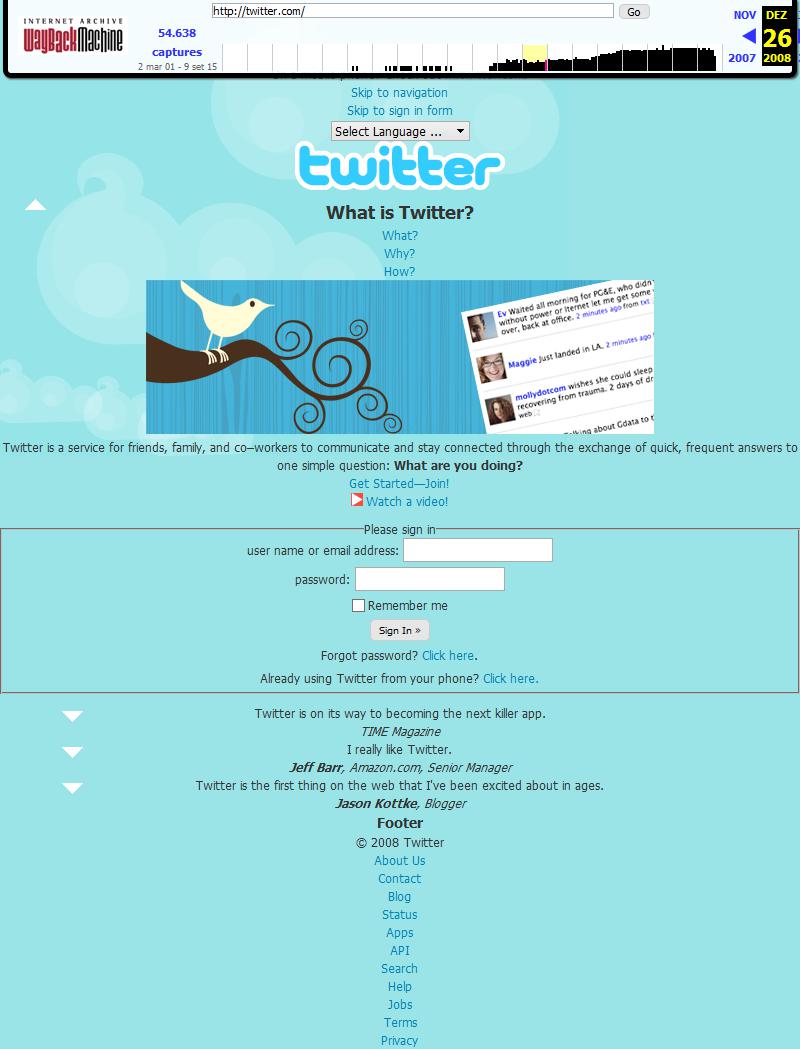 http://twitter.com/
Go
INTERNET ARCHIVE
WayBackMachine
54.638
captures
2 mar 01 - 9 set 15
NOV
DEZ
26
2007
2008
Skip to navigation
Skip to sign in form
Select Language ...
twitter
What is Twitter?
What?
Why?
How?
Ev Waited all morning for PG&E, who didn
without power or Internet let me get some
over, back at office. 2 minutes ago from txt
Maggie Just landed in LA. 2 minutes ago
mollydotcom wishes she could sleep
recovering from trauma. 2 days of dr
web
king about Gdata to t
Twitter is a service for friends, family, and co–workers to communicate and stay connected through the exchange of quick, frequent answers to
one simple question: What are you doing?
Get Started—Join!
Watch a video!
Please sign in
user name or email address:
password:
Remember me
Sign In »
Forgot password? Click here.
Already using Twitter from your phone? Click here.
Twitter is on its way to becoming the next killer app.
TIME Magazine
I really like Twitter.
Jeff Barr, Amazon.com, Senior Manager
Twitter is the first thing on the web that I've been excited about in ages.
Jason Kottke, Blogger
Footer
© 2008 Twitter
About Us
Contact
Blog
Status
Apps
API
Search
Help
Jobs
Terms
Privacy